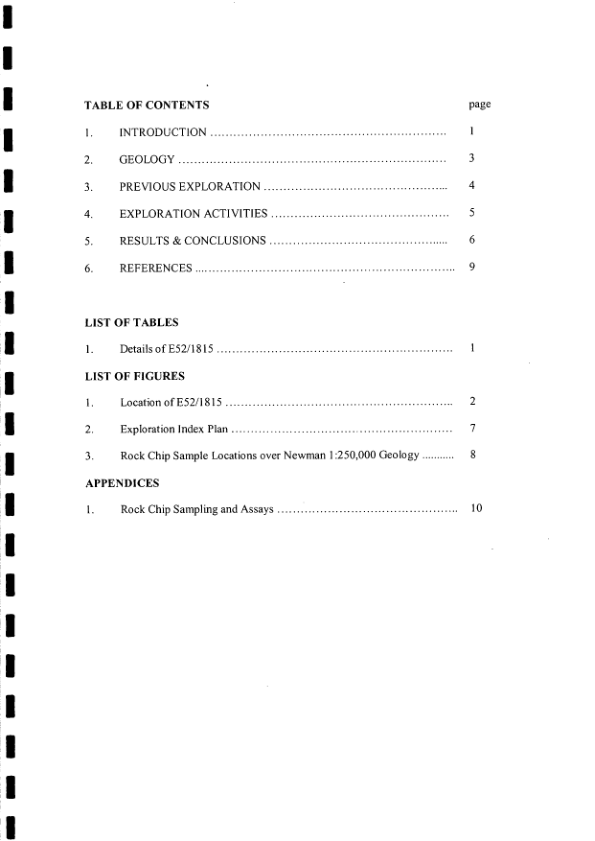 TABLE OF CONTENTS page
1. INTRODUCTION ............................................................ 1
2. GEOLOGY .................................................................... 3
3. PREVIOUS EXPLORATION ............................................... 4
4. EXPLORATION ACTIVITIES ............................................. 5
5. RESULTS & CONCLUSIONS .............................................. 6
6. REFERENCES .................................................................. 9
LIST OF TABLES
1. Details of E52/1815 ............................................................ 1
LIST OF FIGURES
1. Location of E52/1815 .......................................................... 2
2. Exploration Index Plan ........................................................ 7
3. Rock Chip Sample Locations over Newman 1:250,000 Geology ........... 8
APPENDICES
1. Rock Chip Sampling and Assays .............................................. 10